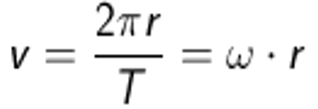 v = 2πr / T = ω · r